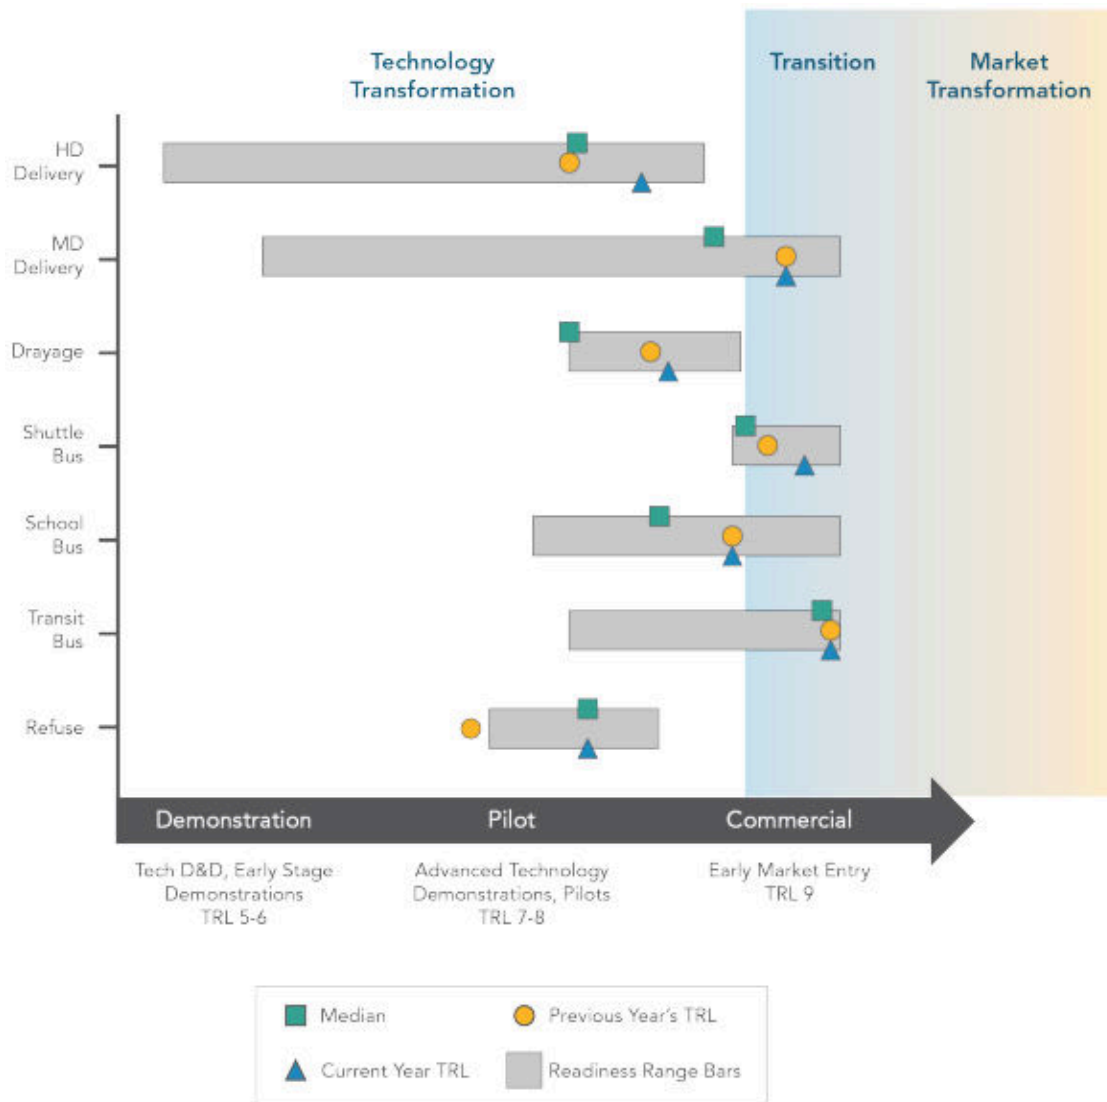 Technology
Transformation
Transition
Market
Transformation
HD
Delivery
MD
Delivery
Drayage
Shuttle
Bus
School
Bus
Transit
Bus
Refuse
Demonstration
Pilot
Commercial
Tech D&D, Early Stage
Demonstrations
TRL 5-6
Advanced Technology
Demonstrations, Pilots
TRL 7-8
Early Market Entry
TRL 9
Median
Previous Year's TRL
Current Year TRL
Readiness Range Bars